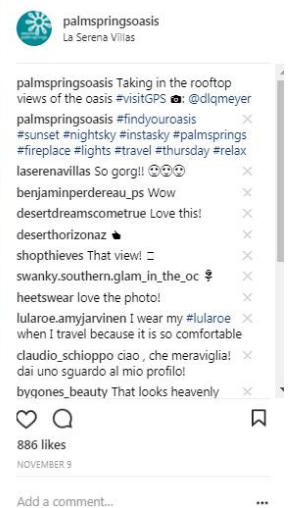 palmspringsoasis
La Serena Villas
palmspringsoasis Taking in the rooftop
views of the oasis #visitGPS 📷: @dlqmeyer
palmspringsoasis #findyouroasis
#sunset #nightsky #instasky #palmsprings
#fireplace #lights #travel #thursday #relax
laserenavillas So gorg!! 😍😍😍
benjaminperdereau_ps Wow
desertdreamscometrue Love this!
deserthorizonaz 👆
shopthieves That view!
swanky.southern.glam_in_the_oc
heetswear love the photo!
lularoe.amyjarvinen I wear my #lularoe
when I travel because it is so comfortable
claudio_schioppo ciao , che meraviglia!
dai uno sguardo al mio profilo!
bygones_beauty That looks heavenly
886 likes
NOVEMBER 9
Add a comment...